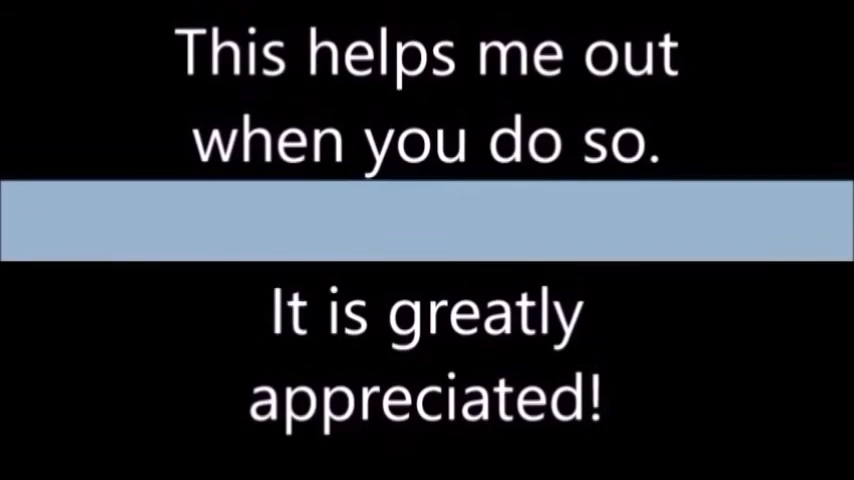 This helps me out
when you do so.
It is greatly
appreciated!